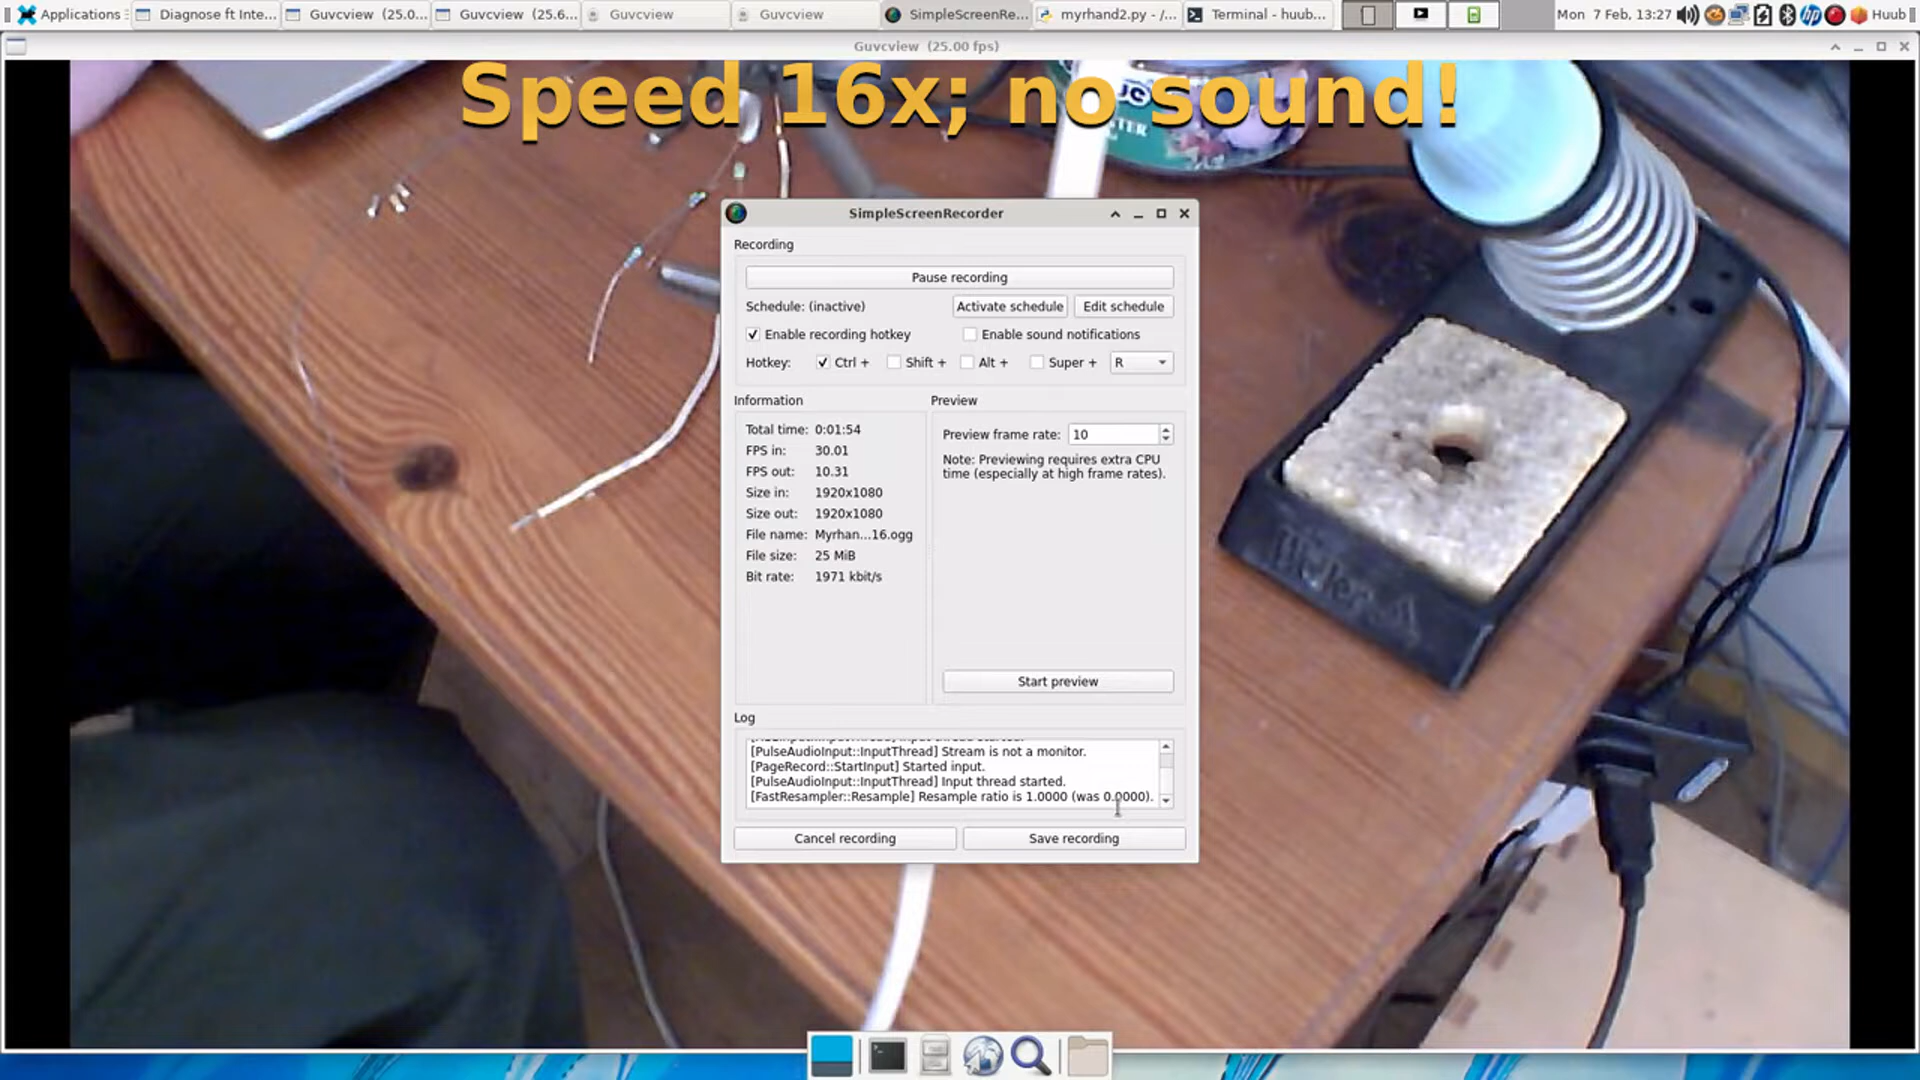 Applications
Diagnose ft Inte...
Guvcview (25.0...
Guvcview (25.6...
Guvcview
Guvcview
SimpleScreenRe...
myrhand2.py - /...
Terminal - huub...
Mon 7 Feb, 13:27
Huub
Guvcview (25.00 fps)
Speed 16x; no sound!
SimpleScreenRecorder
Recording
Pause recording
Schedule: (inactive)
Activate schedule
Edit schedule
Enable recording hotkey
Enable sound notifications
Hotkey:
Ctrl +
Shift +
Alt +
Super +
R
Information
Total time: 0:01:54
FPS in: 30.01
FPS out: 10.31
Size in: 1920x1080
Size out: 1920x1080
File name: Myrhan...16.ogg
File size: 25 MiB
Bit rate: 1971 kbit/s
Preview
Preview frame rate: 10
Note: Previewing requires extra CPU
time (especially at high frame rates).
Start preview
Log
[PulseAudioInput::InputThread] Stream is not a monitor.
[PageRecord::StartInput] Started input.
[PulseAudioInput::InputThread] Input thread started.
[FastResampler::Resample] Resample ratio is 1.0000 (was 0.0000).
Cancel recording
Save recording